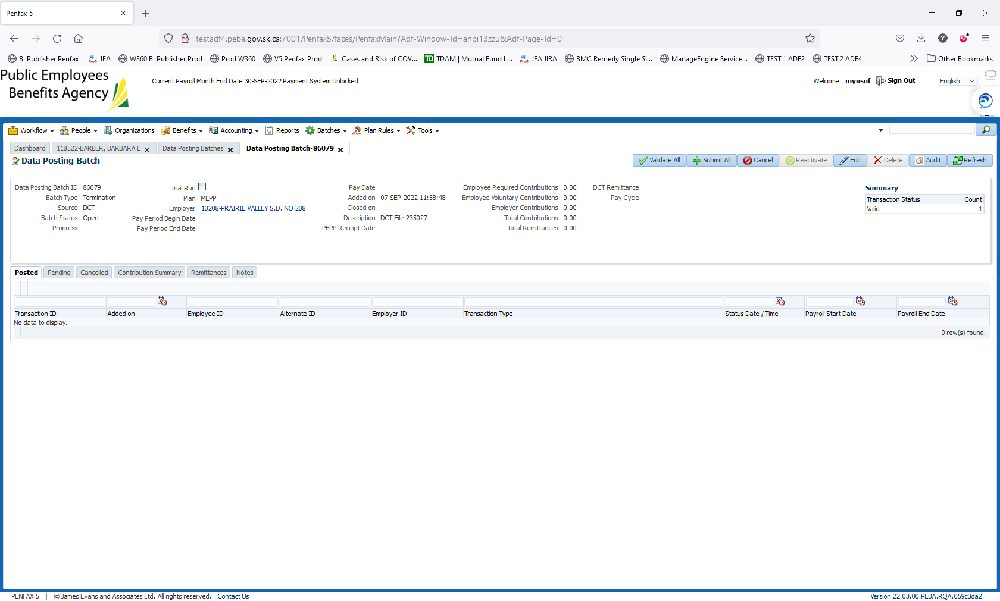 Penfax 5
testadf4.peba.gov.sk.ca:7001/Penfax5/faces/PenfaxMain?Adf-Window-Id=ahpi13zzu&Adf-Page-Id=0
BI Publisher Penfax JEA W360 BI Publisher Prod Prod W360 V5 Penfax Prod Cases and Risk of COV... TDAM | Mutual Fund L... JEA JIRA BMC Remedy Single Si... ManageEngine Service... TEST 1 ADF2 TEST 2 ADF4 Other Bookmarks
Public Employees
Benefits Agency
Current Payroll Month End Date 30-SEP-2022 Payment System Unlocked
Welcome myusuf Sign Out English
Workflow People Organizations Benefits Accounting Reports Batches Plan Rules Tools
Dashboard 118522-BARBER, BARBARA L Data Posting Batches Data Posting Batch-86079
Data Posting Batch
Validate All Submit All Cancel Reactivate Edit Delete Audit Refresh
Data Posting Batch ID 86079 Trial Run Pay Date Employee Required Contributions 0.00 DCT Remittance Summary
Batch Type Termination Plan MEPP Added on 07-SEP-2022 11:58:48 Employee Voluntary Contributions 0.00 Pay Cycle Transaction Status Count
Source DCT Employer 10208-PRAIRIE VALLEY S.D. NO 208 Closed on Employer Contributions 0.00 Valid 1
Batch Status Open Pay Period Begin Date Description DCT File 235027 Total Contributions 0.00
Progress Pay Period End Date PEPP Receipt Date Total Remittances 0.00
Posted Pending Cancelled Contribution Summary Remittances Notes
Transaction ID Added on Employee ID Alternate ID Employer ID Transaction Type Status Date / Time Payroll Start Date Payroll End Date
No data to display.
0 row(s) found.
PENFAX 5 | © James Evans and Associates Ltd. All rights reserved. Contact Us Version 22.03.00.PEBA.RQA.059c3da2